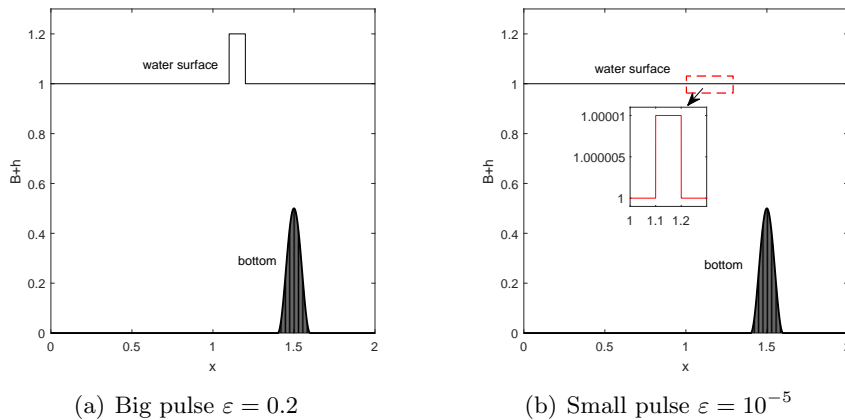 1.2
water surface
1
0.8
B+h
0.6
0.4
bottom
0.2
0
0 0.5 1 1.5 2
x
(a) Big pulse ε = 0.2
1.2
water surface
1
1.00001
0.8
B+h
1.000005
0.6
1
1 1.1 1.2
0.4
bottom
0.2
0
0 0.5 1 1.5 2
x
(b) Small pulse ε = 10⁻⁵